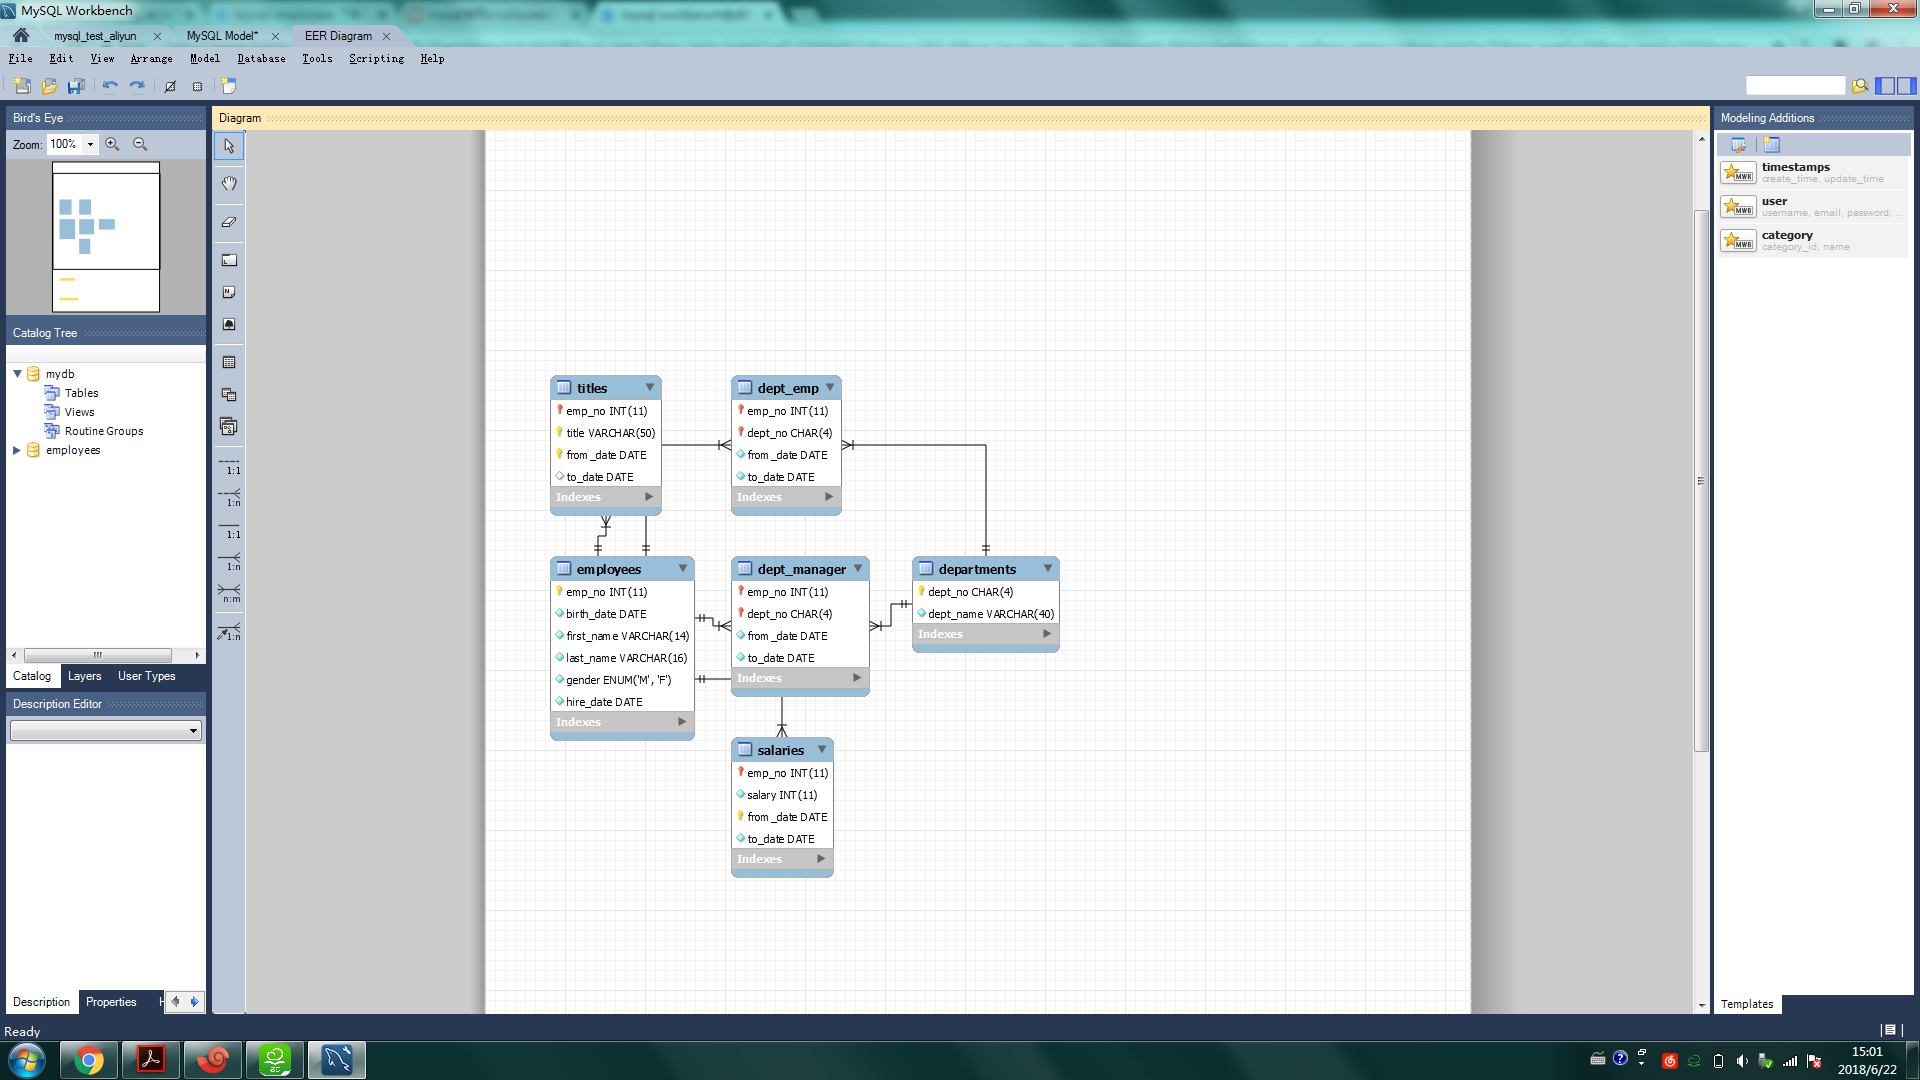 MySQL Workbench
mysql_test_aliyun
MySQL Model*
EER Diagram
File Edit View Arrange Model Database Tools Scripting Help
Bird's Eye
Zoom: 100%
Catalog Tree
mydb
Tables
Views
Routine Groups
employees
Catalog Layers User Types
Description Editor
Description Properties
Ready
Diagram
1:1
1:n
1:1
1:n
n:m
1:n
titles
emp_no INT(11)
title VARCHAR(50)
from_date DATE
to_date DATE
Indexes
dept_emp
emp_no INT(11)
dept_no CHAR(4)
from_date DATE
to_date DATE
Indexes
employees
emp_no INT(11)
birth_date DATE
first_name VARCHAR(14)
last_name VARCHAR(16)
gender ENUM('M', 'F')
hire_date DATE
Indexes
dept_manager
emp_no INT(11)
dept_no CHAR(4)
from_date DATE
to_date DATE
Indexes
departments
dept_no CHAR(4)
dept_name VARCHAR(40)
Indexes
salaries
emp_no INT(11)
salary INT(11)
from_date DATE
to_date DATE
Indexes
Modeling Additions
timestamps
create_time, update_time
user
username, email, password, ...
category
category_id, name
Templates
15:01
2018/6/22